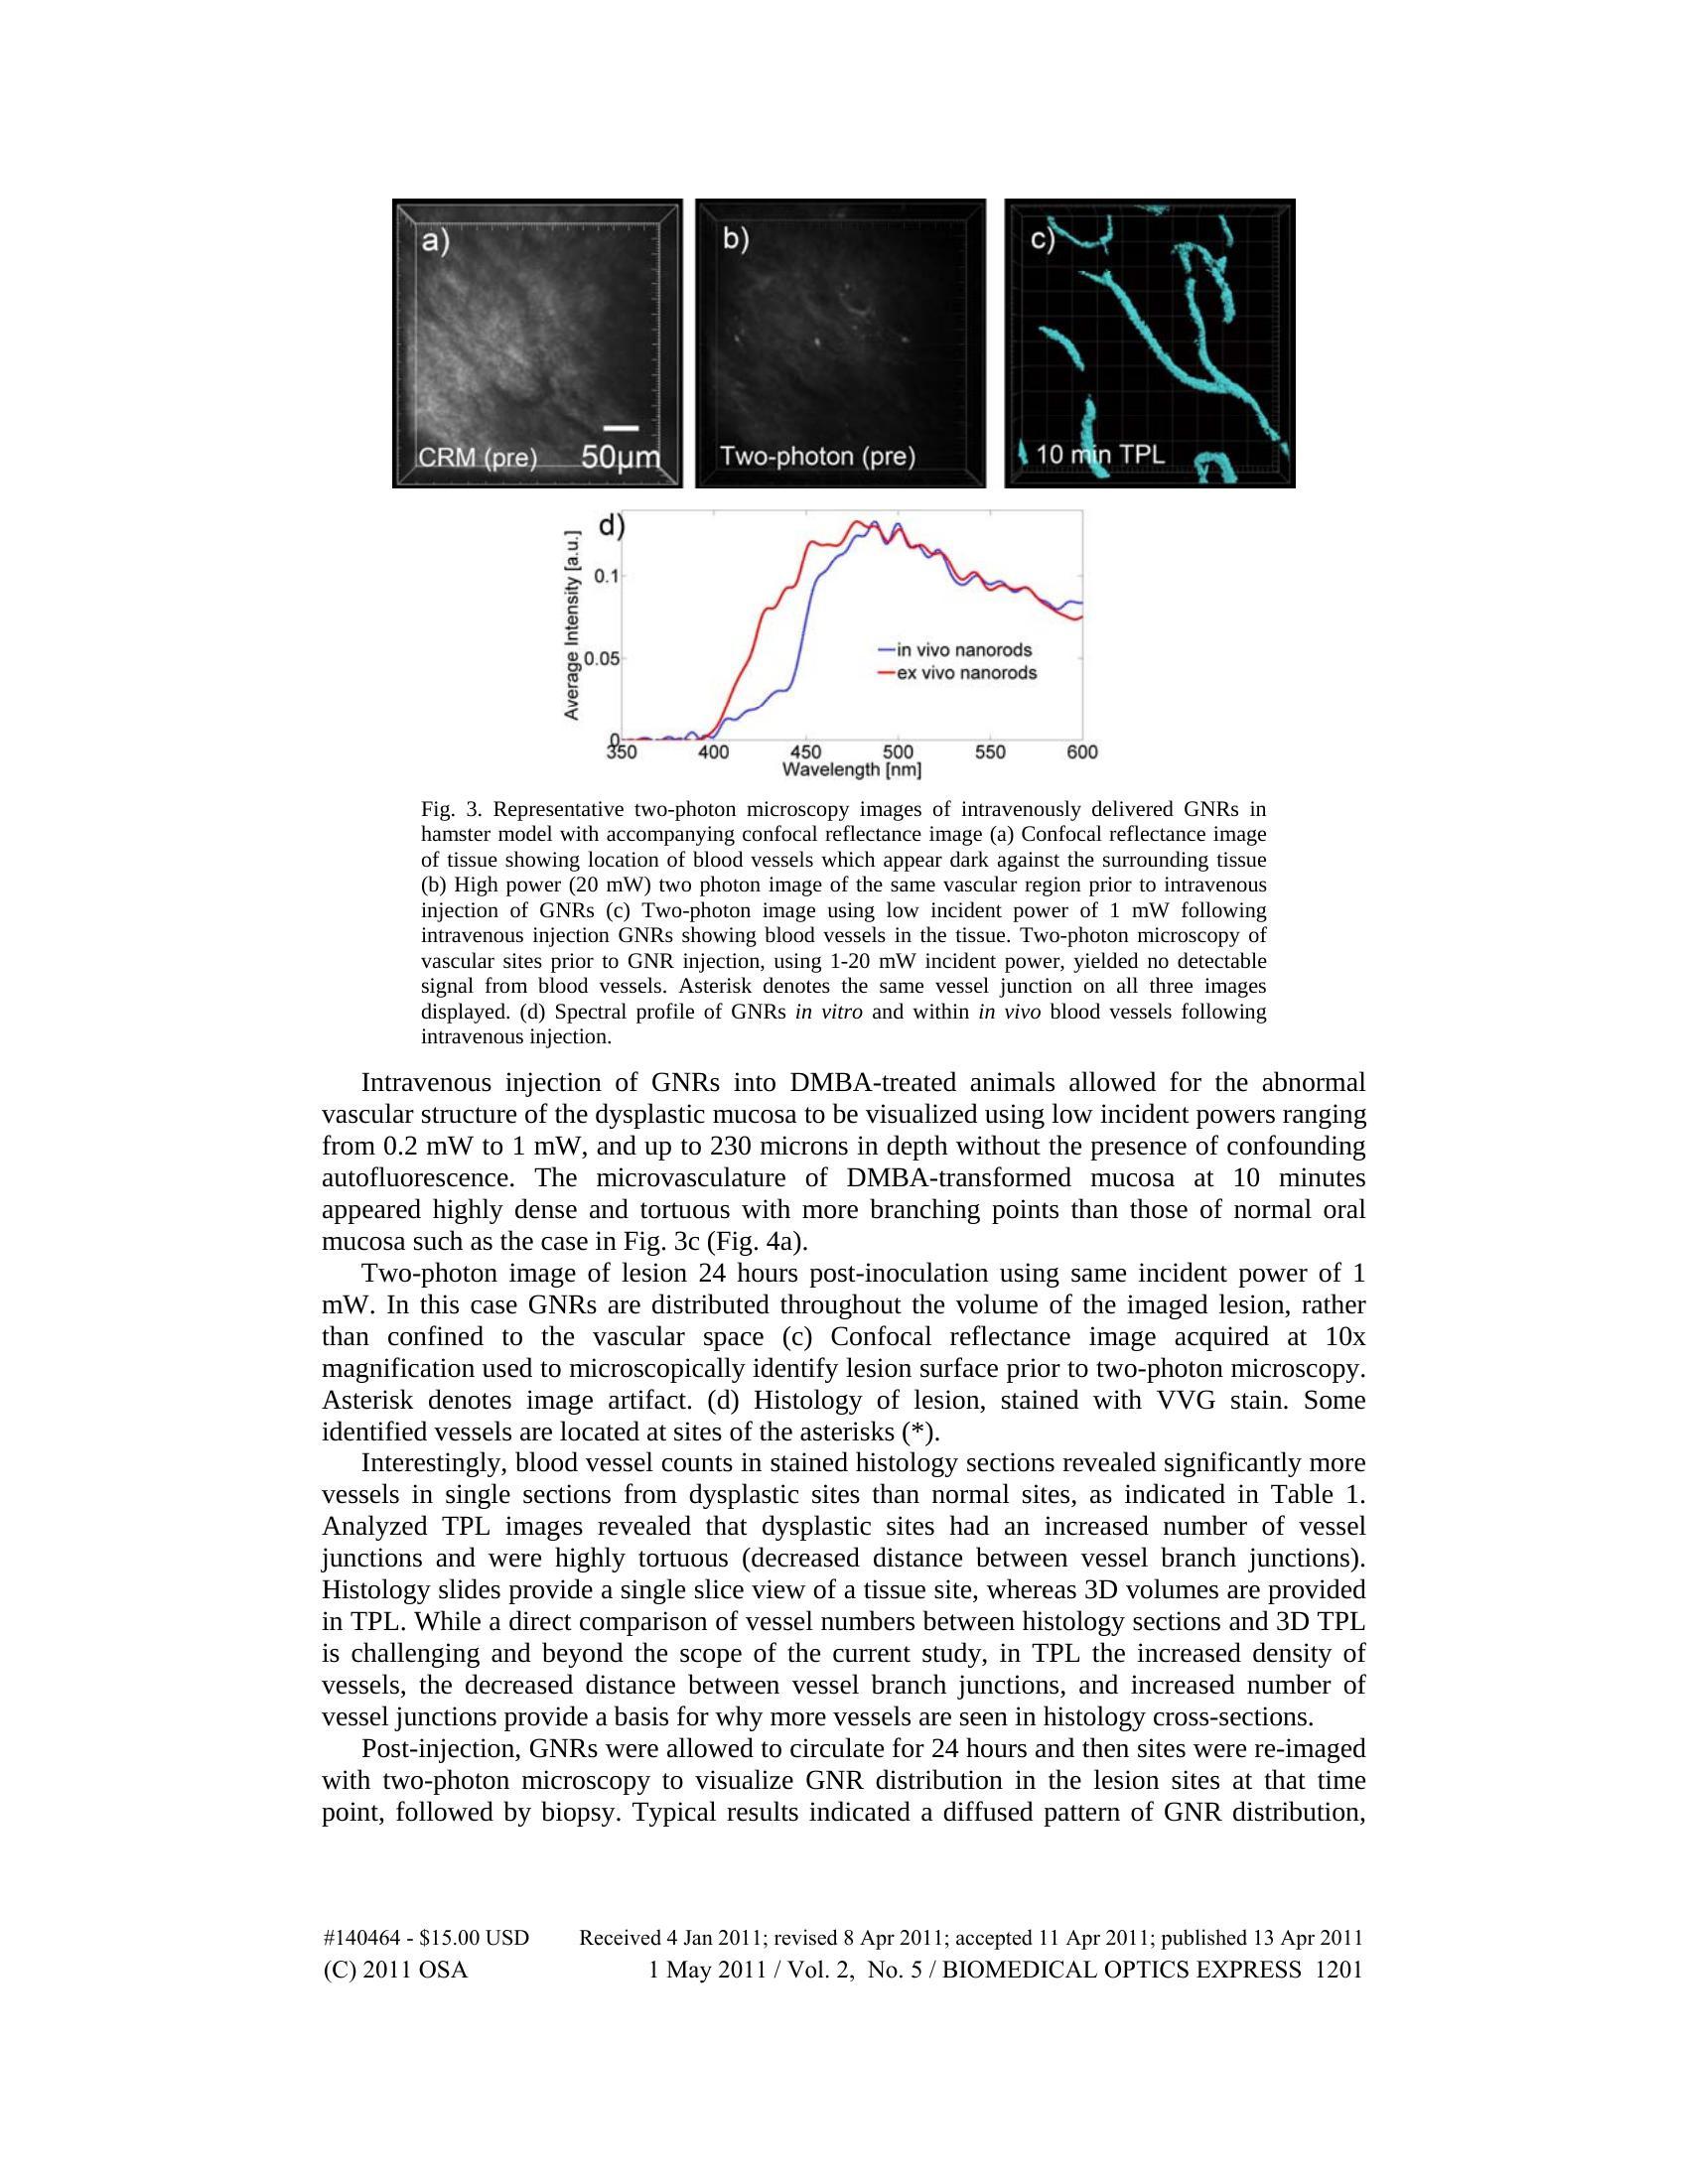 a)
b)
c)
CRM (pre)
50µm
Two-photon (pre)
10 min TPL
d)
Average Intensity [a.u.]
0.1
0.05
0
in vivo nanorods
ex vivo nanorods
350
400
450
500
550
600
Wavelength [nm]
Fig. 3. Representative two-photon microscopy images of intravenously delivered GNRs in
hamster model with accompanying confocal reflectance image (a) Confocal reflectance image
of tissue showing location of blood vessels which appear dark against the surrounding tissue
(b) High power (20 mW) two photon image of the same vascular region prior to intravenous
injection of GNRs (c) Two-photon image using low incident power of 1 mW following
intravenous injection GNRs showing blood vessels in the tissue. Two-photon microscopy of
vascular sites prior to GNR injection, using 1-20 mW incident power, yielded no detectable
signal from blood vessels. Asterisk denotes the same vessel junction on all three images
displayed. (d) Spectral profile of GNRs in vitro and within in vivo blood vessels following
intravenous injection.
Intravenous injection of GNRs into DMBA-treated animals allowed for the abnormal
vascular structure of the dysplastic mucosa to be visualized using low incident powers ranging
from 0.2 mW to 1 mW, and up to 230 microns in depth without the presence of confounding
autofluorescence. The microvasculature of DMBA-transformed mucosa at 10 minutes
appeared highly dense and tortuous with more branching points than those of normal oral
mucosa such as the case in Fig. 3c (Fig. 4a).
Two-photon image of lesion 24 hours post-inoculation using same incident power of 1
mW. In this case GNRs are distributed throughout the volume of the imaged lesion, rather
than confined to the vascular space (c) Confocal reflectance image acquired at 10x
magnification used to microscopically identify lesion surface prior to two-photon microscopy.
Asterisk denotes image artifact. (d) Histology of lesion, stained with VVG stain. Some
identified vessels are located at sites of the asterisks (*).
Interestingly, blood vessel counts in stained histology sections revealed significantly more
vessels in single sections from dysplastic sites than normal sites, as indicated in Table 1.
Analyzed TPL images revealed that dysplastic sites had an increased number of vessel
junctions and were highly tortuous (decreased distance between vessel branch junctions).
Histology slides provide a single slice view of a tissue site, whereas 3D volumes are provided
in TPL. While a direct comparison of vessel numbers between histology sections and 3D TPL
is challenging and beyond the scope of the current study, in TPL the increased density of
vessels, the decreased distance between vessel branch junctions, and increased number of
vessel junctions provide a basis for why more vessels are seen in histology cross-sections.
Post-injection, GNRs were allowed to circulate for 24 hours and then sites were re-imaged
with two-photon microscopy to visualize GNR distribution in the lesion sites at that time
point, followed by biopsy. Typical results indicated a diffused pattern of GNR distribution,
#140464 - $15.00 USD Received 4 Jan 2011; revised 8 Apr 2011; accepted 11 Apr 2011; published 13 Apr 2011
(C) 2011 OSA 1 May 2011 / Vol. 2, No. 5 / BIOMEDICAL OPTICS EXPRESS 1201